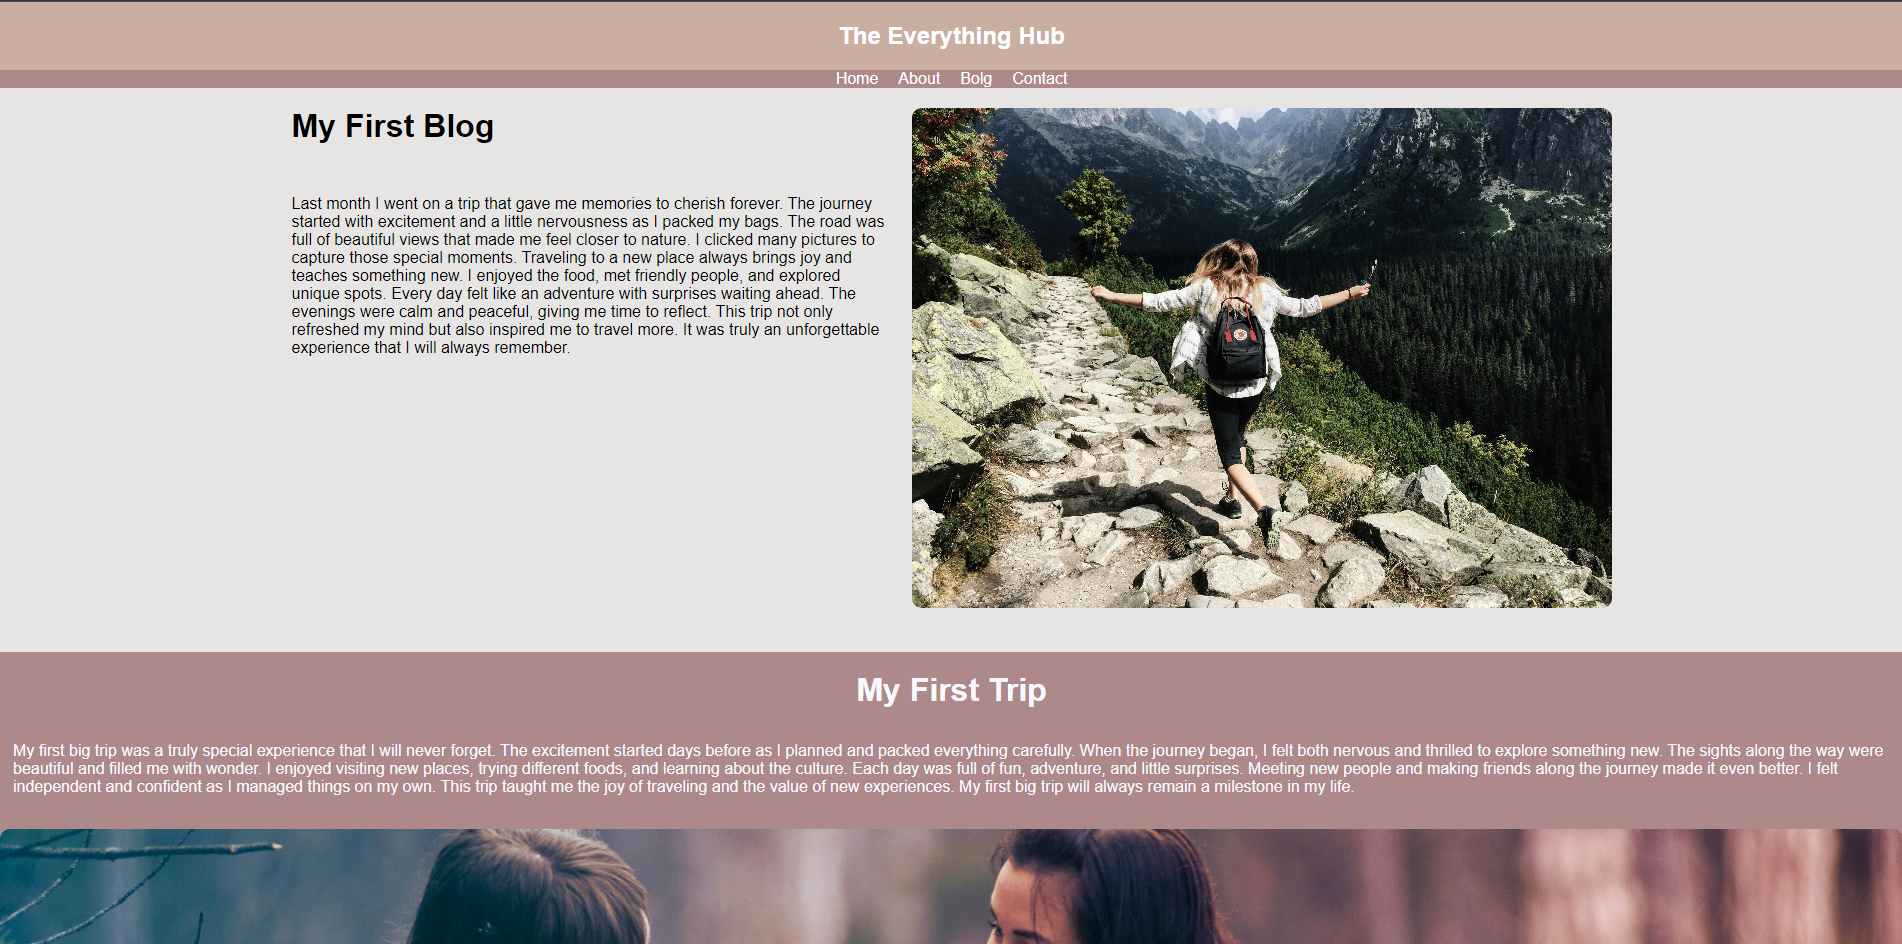 The Everything Hub
Home About Bolg Contact
My First Blog
Last month I went on a trip that gave me memories to cherish forever. The journey
started with excitement and a little nervousness as I packed my bags. The road was
full of beautiful views that made me feel closer to nature. I clicked many pictures to
capture those special moments. Traveling to a new place always brings joy and
teaches something new. I enjoyed the food, met friendly people, and explored
unique spots. Every day felt like an adventure with surprises waiting ahead. The
evenings were calm and peaceful, giving me time to reflect. This trip not only
refreshed my mind but also inspired me to travel more. It was truly an unforgettable
experience that I will always remember.
My First Trip
My first big trip was a truly special experience that I will never forget. The excitement started days before as I planned and packed everything carefully. When the journey began, I felt both nervous and thrilled to explore something new. The sights along the way were
beautiful and filled me with wonder. I enjoyed visiting new places, trying different foods, and learning about the culture. Each day was full of fun, adventure, and little surprises. Meeting new people and making friends along the journey made it even better. I felt
independent and confident as I managed things on my own. This trip taught me the joy of traveling and the value of new experiences. My first big trip will always remain a milestone in my life.